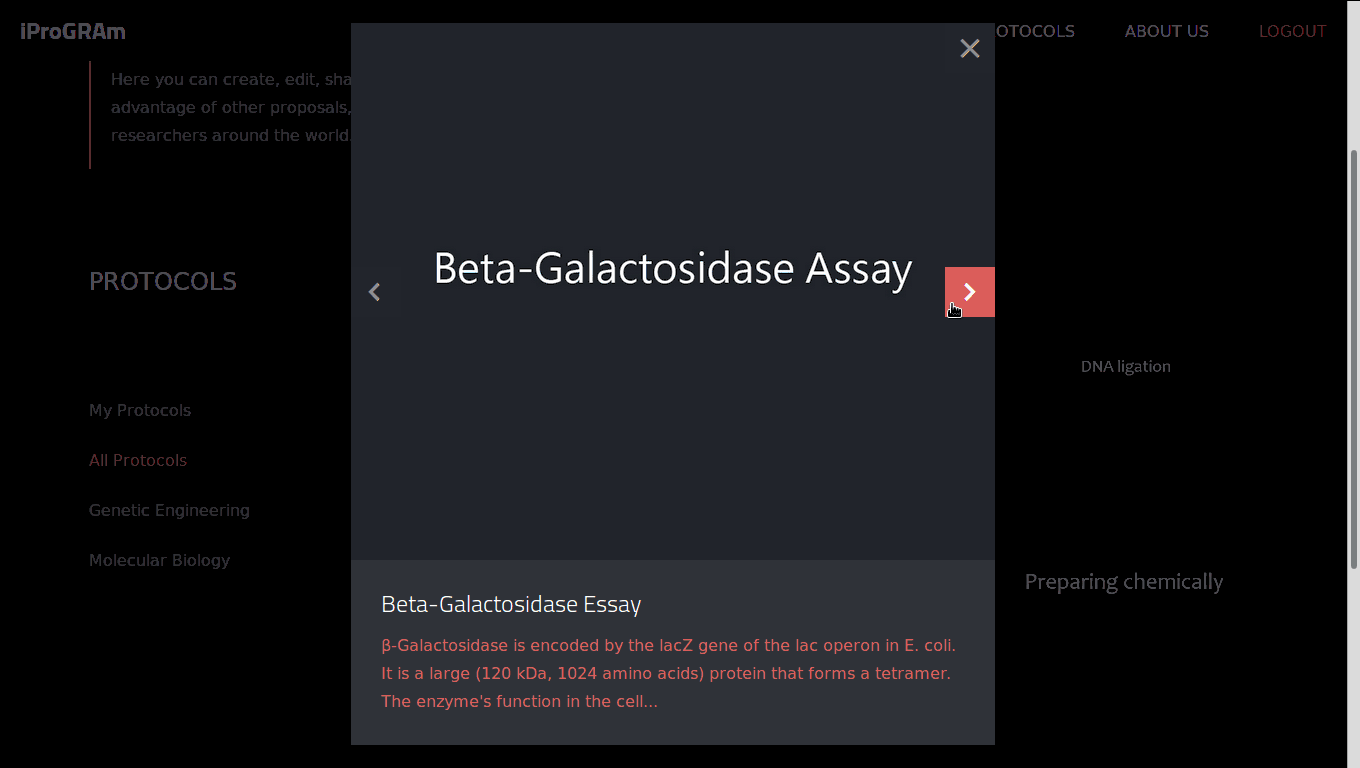 iProGRAm
OTOCOLS
ABOUT US
LOGOUT
Here you can create, edit, sha
advantage of other proposals,
researchers around the world.
PROTOCOLS
My Protocols
All Protocols
Genetic Engineering
Molecular Biology
Beta-Galactosidase Assay
Beta-Galactosidase Essay
β-Galactosidase is encoded by the lacZ gene of the lac operon in E. coli.
It is a large (120 kDa, 1024 amino acids) protein that forms a tetramer.
The enzyme's function in the cell...
DNA ligation
Preparing chemically